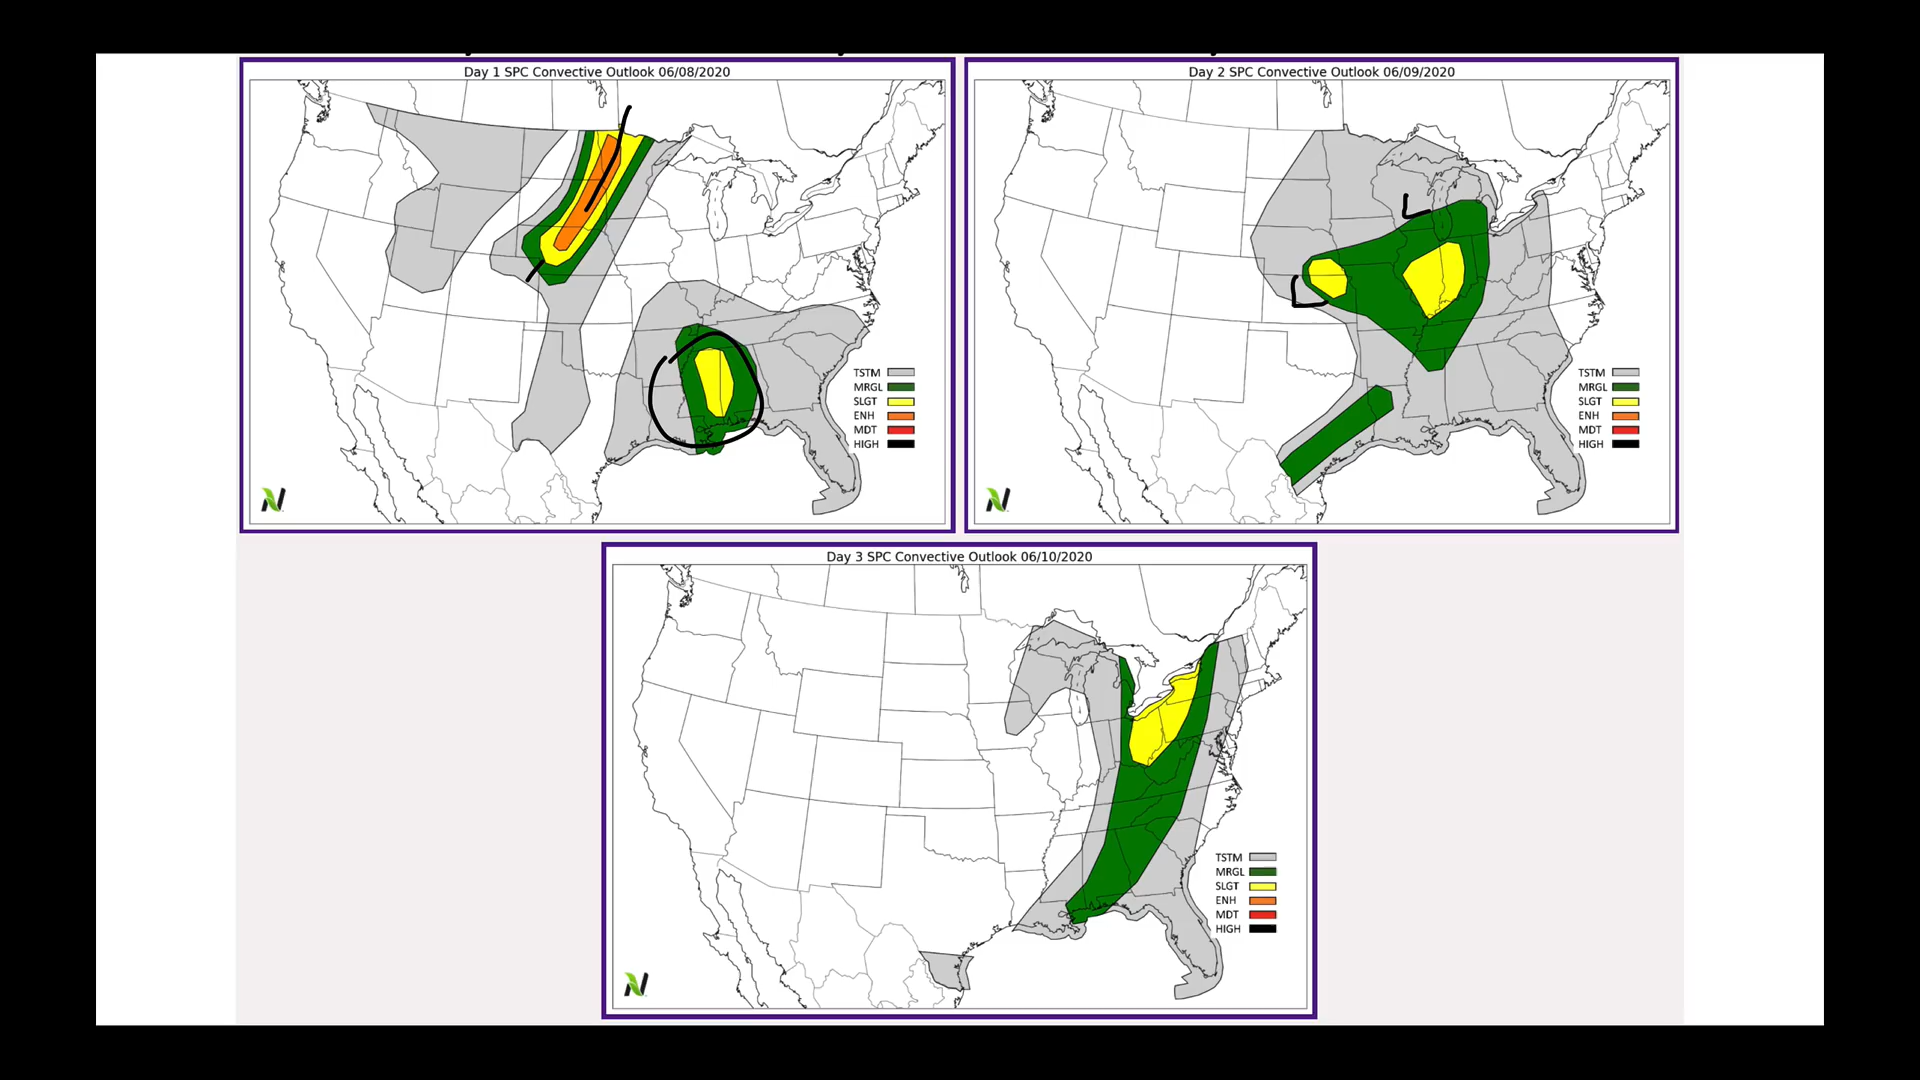 Day 1 SPC Convective Outlook 06/08/2020
TSTM
MRGL
SLGT
ENH
MDT
HIGH
N
Day 2 SPC Convective Outlook 06/09/2020
TSTM
MRGL
SLGT
ENH
MDT
HIGH
N
Day 3 SPC Convective Outlook 06/10/2020
TSTM
MRGL
SLGT
ENH
MDT
HIGH
N